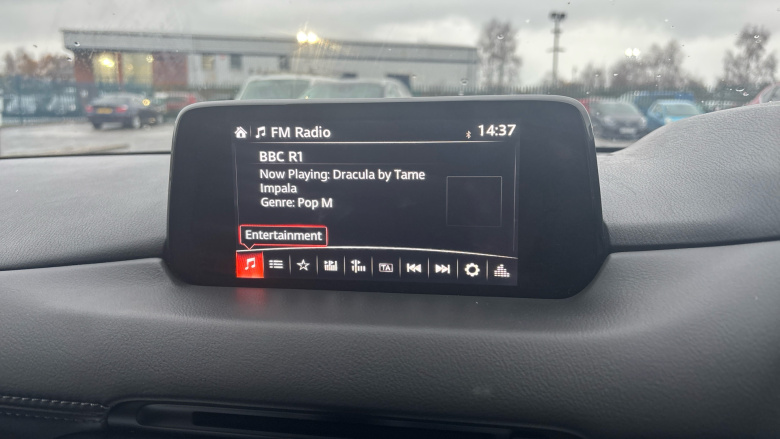 FM Radio 14:37
BBC R1
Now Playing: Dracula by Tame
Impala
Genre: Pop M
Entertainment
TA